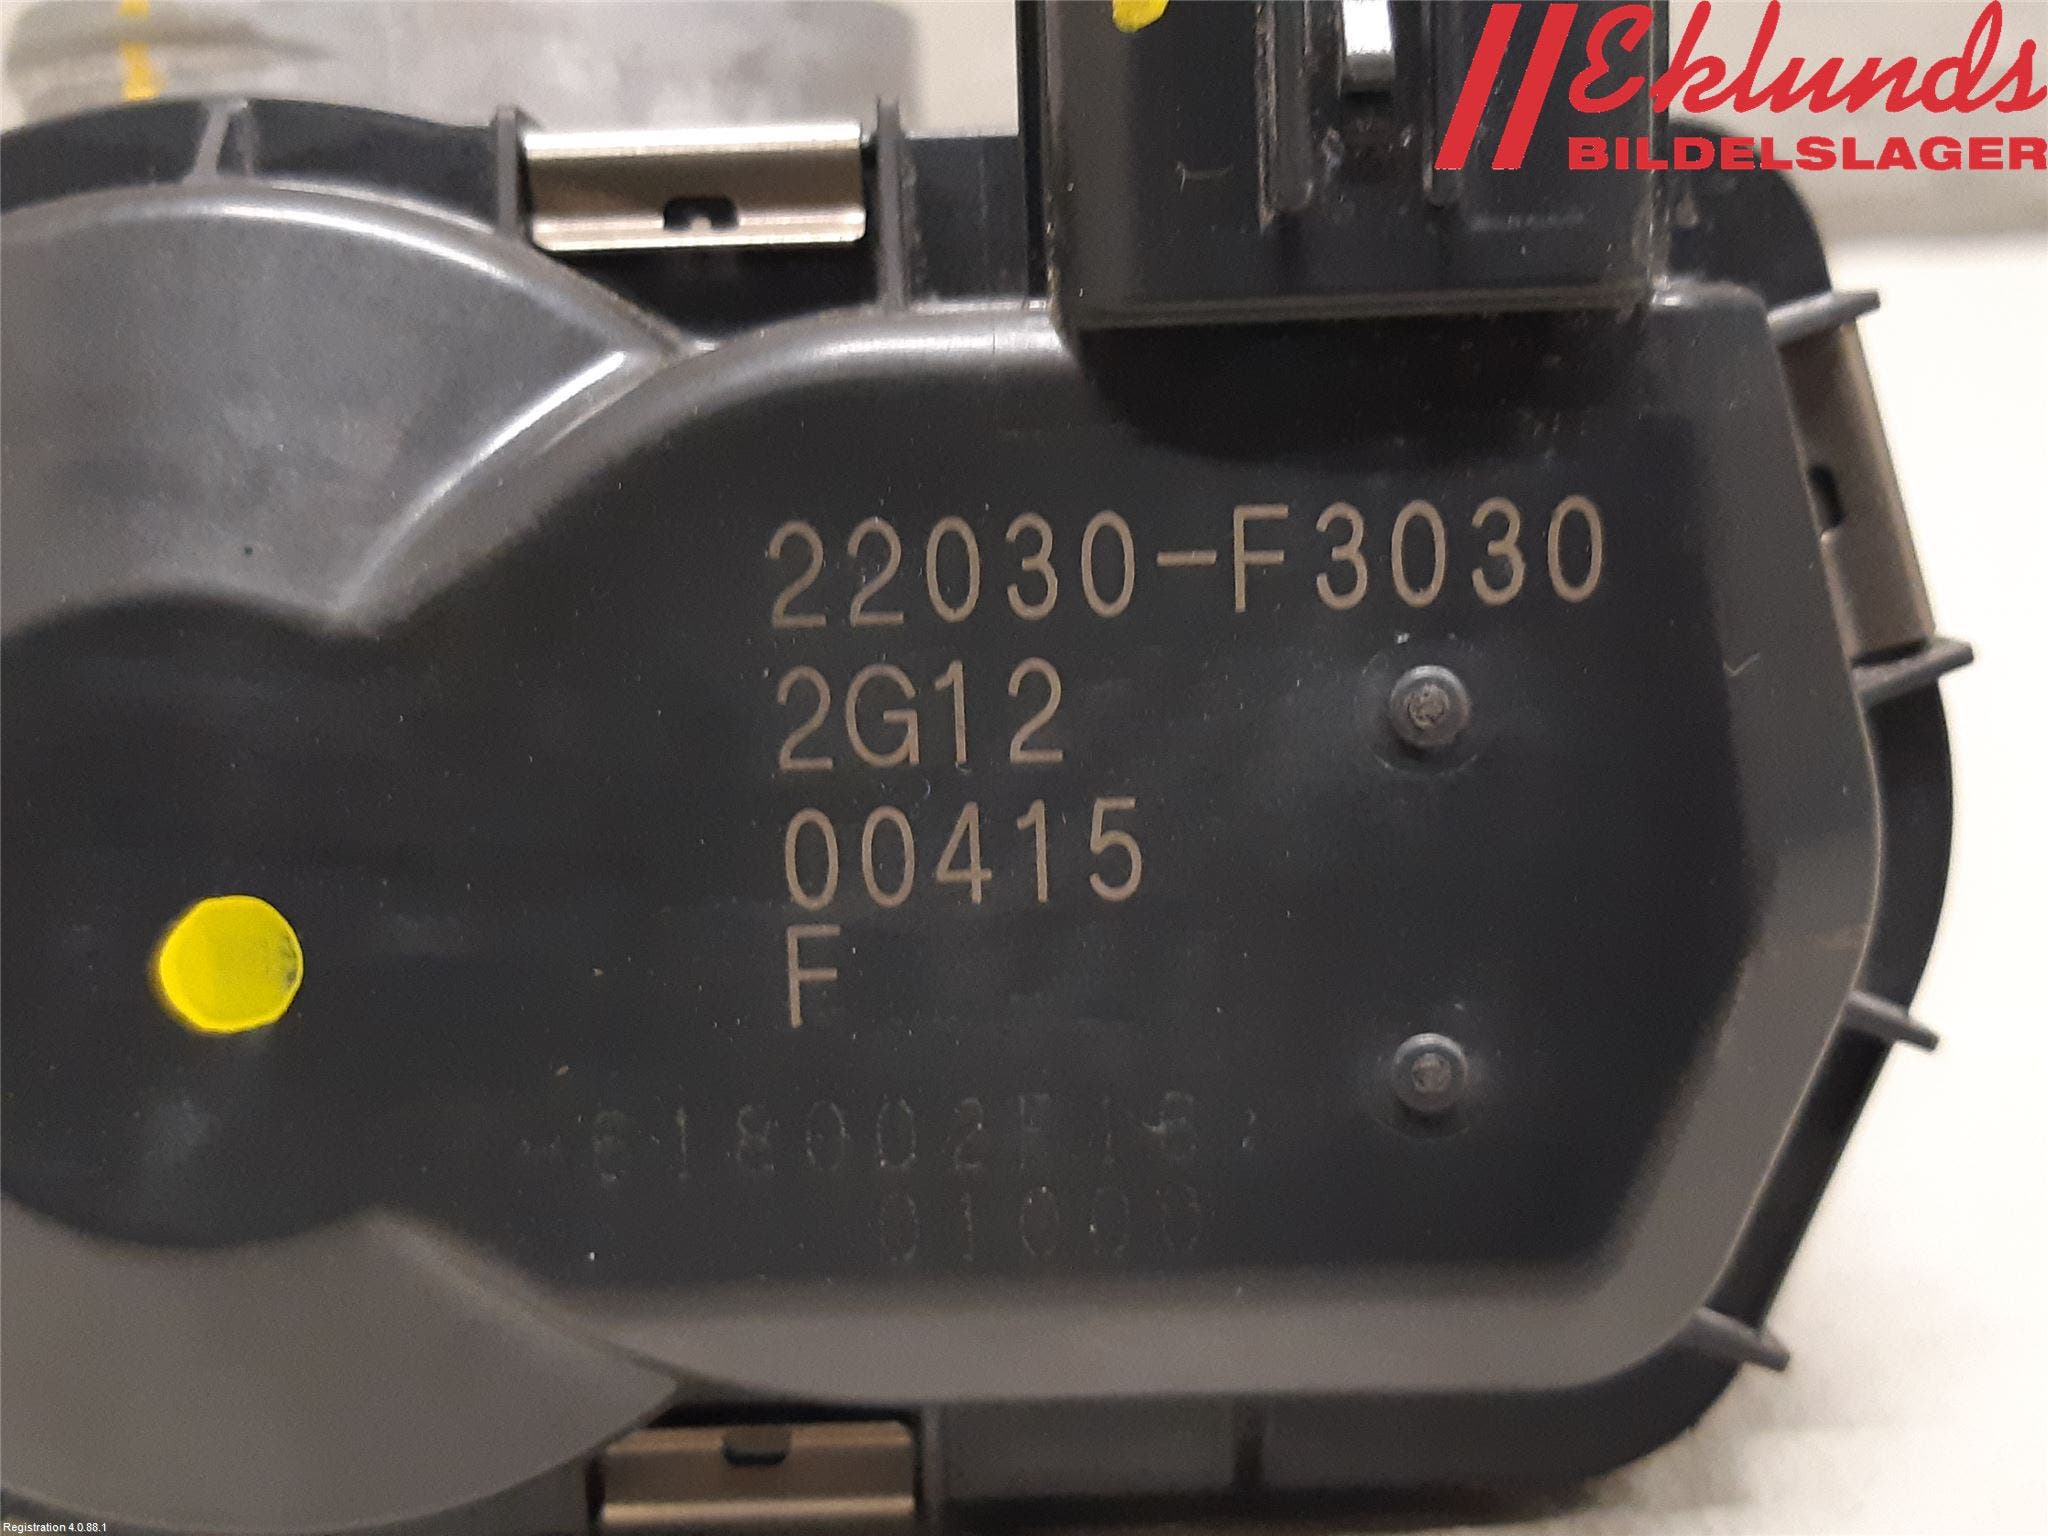 Eklunds
BILDELSLAGER
22030-F3030
2G12
00415
F
Registration 4.0.88.1